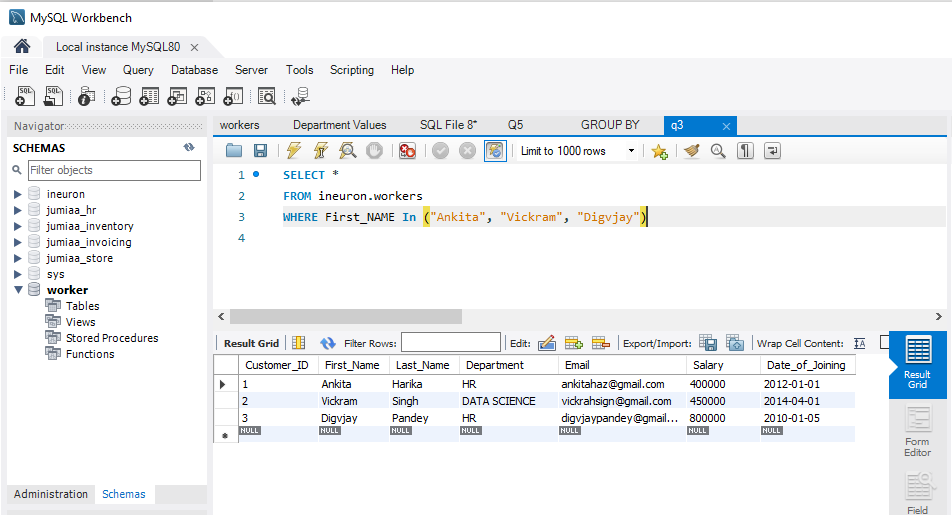 MySQL Workbench
Local instance MySQL80
File Edit View Query Database Server Tools Scripting Help
Navigator
SCHEMAS
Filter objects
ineuron
jumiaa_hr
jumiaa_inventory
jumiaa_invoicing
jumiaa_store
sys
worker
Tables
Views
Stored Procedures
Functions
Administration Schemas
workers Department Values SQL File 8* Q5 GROUP BY q3
Limit to 1000 rows
1 SELECT *
2 FROM ineuron.workers
3 WHERE First_NAME In ("Ankita", "Vickram", "Digvjay")
4
Result Grid Filter Rows: Edit: Export/Import: Wrap Cell Content:
Customer_ID First_Name Last_Name Department Email Salary Date_of_Joining
1 Ankita Harika HR ankitahaz@gmail.com 400000 2012-01-01
2 Vickram Singh DATA SCIENCE vickrahsign@gmail.com 450000 2014-04-01
3 Digvjay Pandey HR digvjaypandey@gmail... 800000 2010-01-05
NULL NULL NULL NULL NULL NULL NULL
Result
Grid
Form
Editor
Field